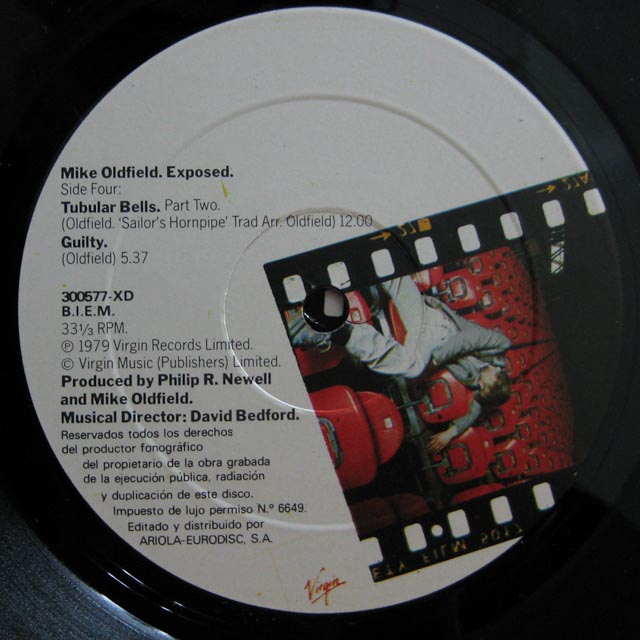 Mike Oldfield. Exposed.
Side Four:
Tubular Bells. Part Two.
(Oldfield. 'Sailor's Hornpipe' Trad Arr. Oldfield) 12.00
Guilty.
(Oldfield) 5.37
300577-XD
B.I.E.M.
33⅓ RPM.
℗ 1979 Virgin Records Limited.
© Virgin Music (Publishers) Limited.
Produced by Philip R. Newell
and Mike Oldfield.
Musical Director: David Bedford.
Reservados todos los derechos
del productor fonográfico
del propietario de la obra grabada
de la ejecución pública, radiación
y duplicación de este disco.
Impuesto de lujo permiso N.º 6649.
Editado y distribuido por
ARIOLA-EURODISC, S.A.
Virgin